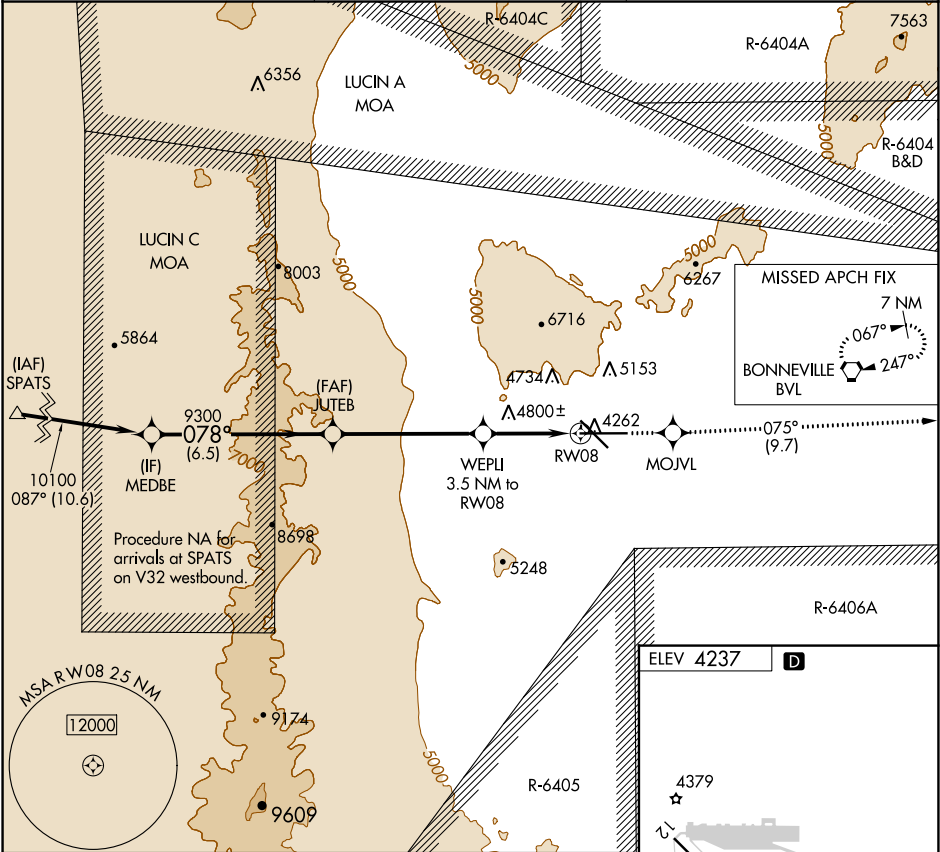 R-6404C
7563
R-6404A
5000
6356
LUCIN A
MOA
5000
5000
R-6404
B&D
LUCIN C
MOA
8003
5000
5000
5000
6267
MISSED APCH FIX
7 NM
067°
247°
BONNEVILLE
BVL
5864
6716
4734
5153
(IAF)
SPATS
(FAF)
JUTEB
9300
078°
(6.5)
4800±
4262
RW08
WEPLI
3.5 NM to
RW08
MOJVL
075°
(9.7)
(IF)
MEDBE
7000
10100
087° (10.6)
Procedure NA for
arrivals at SPATS
on V32 westbound.
8698
5248
R-6406A
ELEV 4237
D
MSA RW08 25 NM
12000
9174
9609
5000
R-6405
4379
12